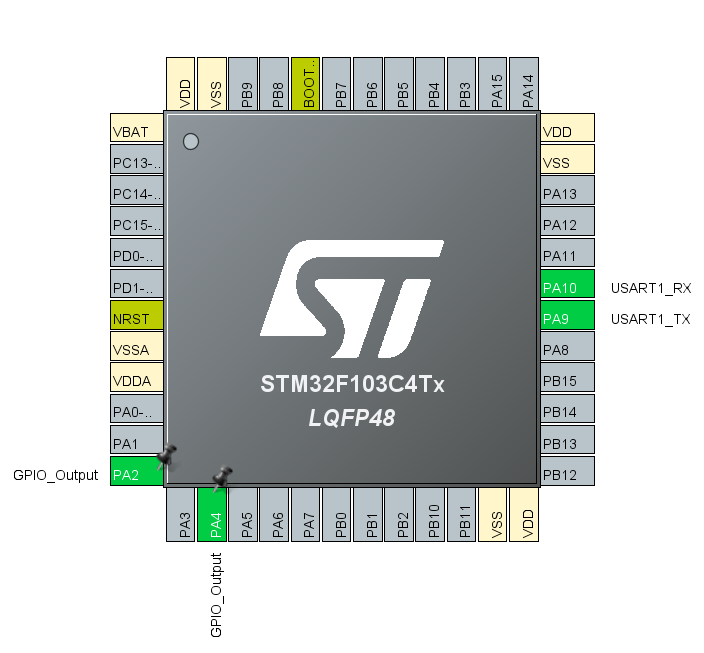 VDD
VSS
PB9
PB8
BOOT..
PB7
PB6
PB5
PB4
PB3
PA15
PA14
VBAT
PC13-..
PC14-..
PC15-..
PD0-..
PD1-..
NRST
VSSA
VDDA
PA0-..
PA1
GPIO_Output PA2
VDD
VSS
PA13
PA12
PA11
PA10 USART1_RX
PA9 USART1_TX
PA8
PB15
PB14
PB13
PB12
ST
STM32F103C4Tx
LQFP48
PA3
PA4
PA5
PA6
PA7
PB0
PB1
PB2
PB10
PB11
VSS
VDD
GPIO_Output